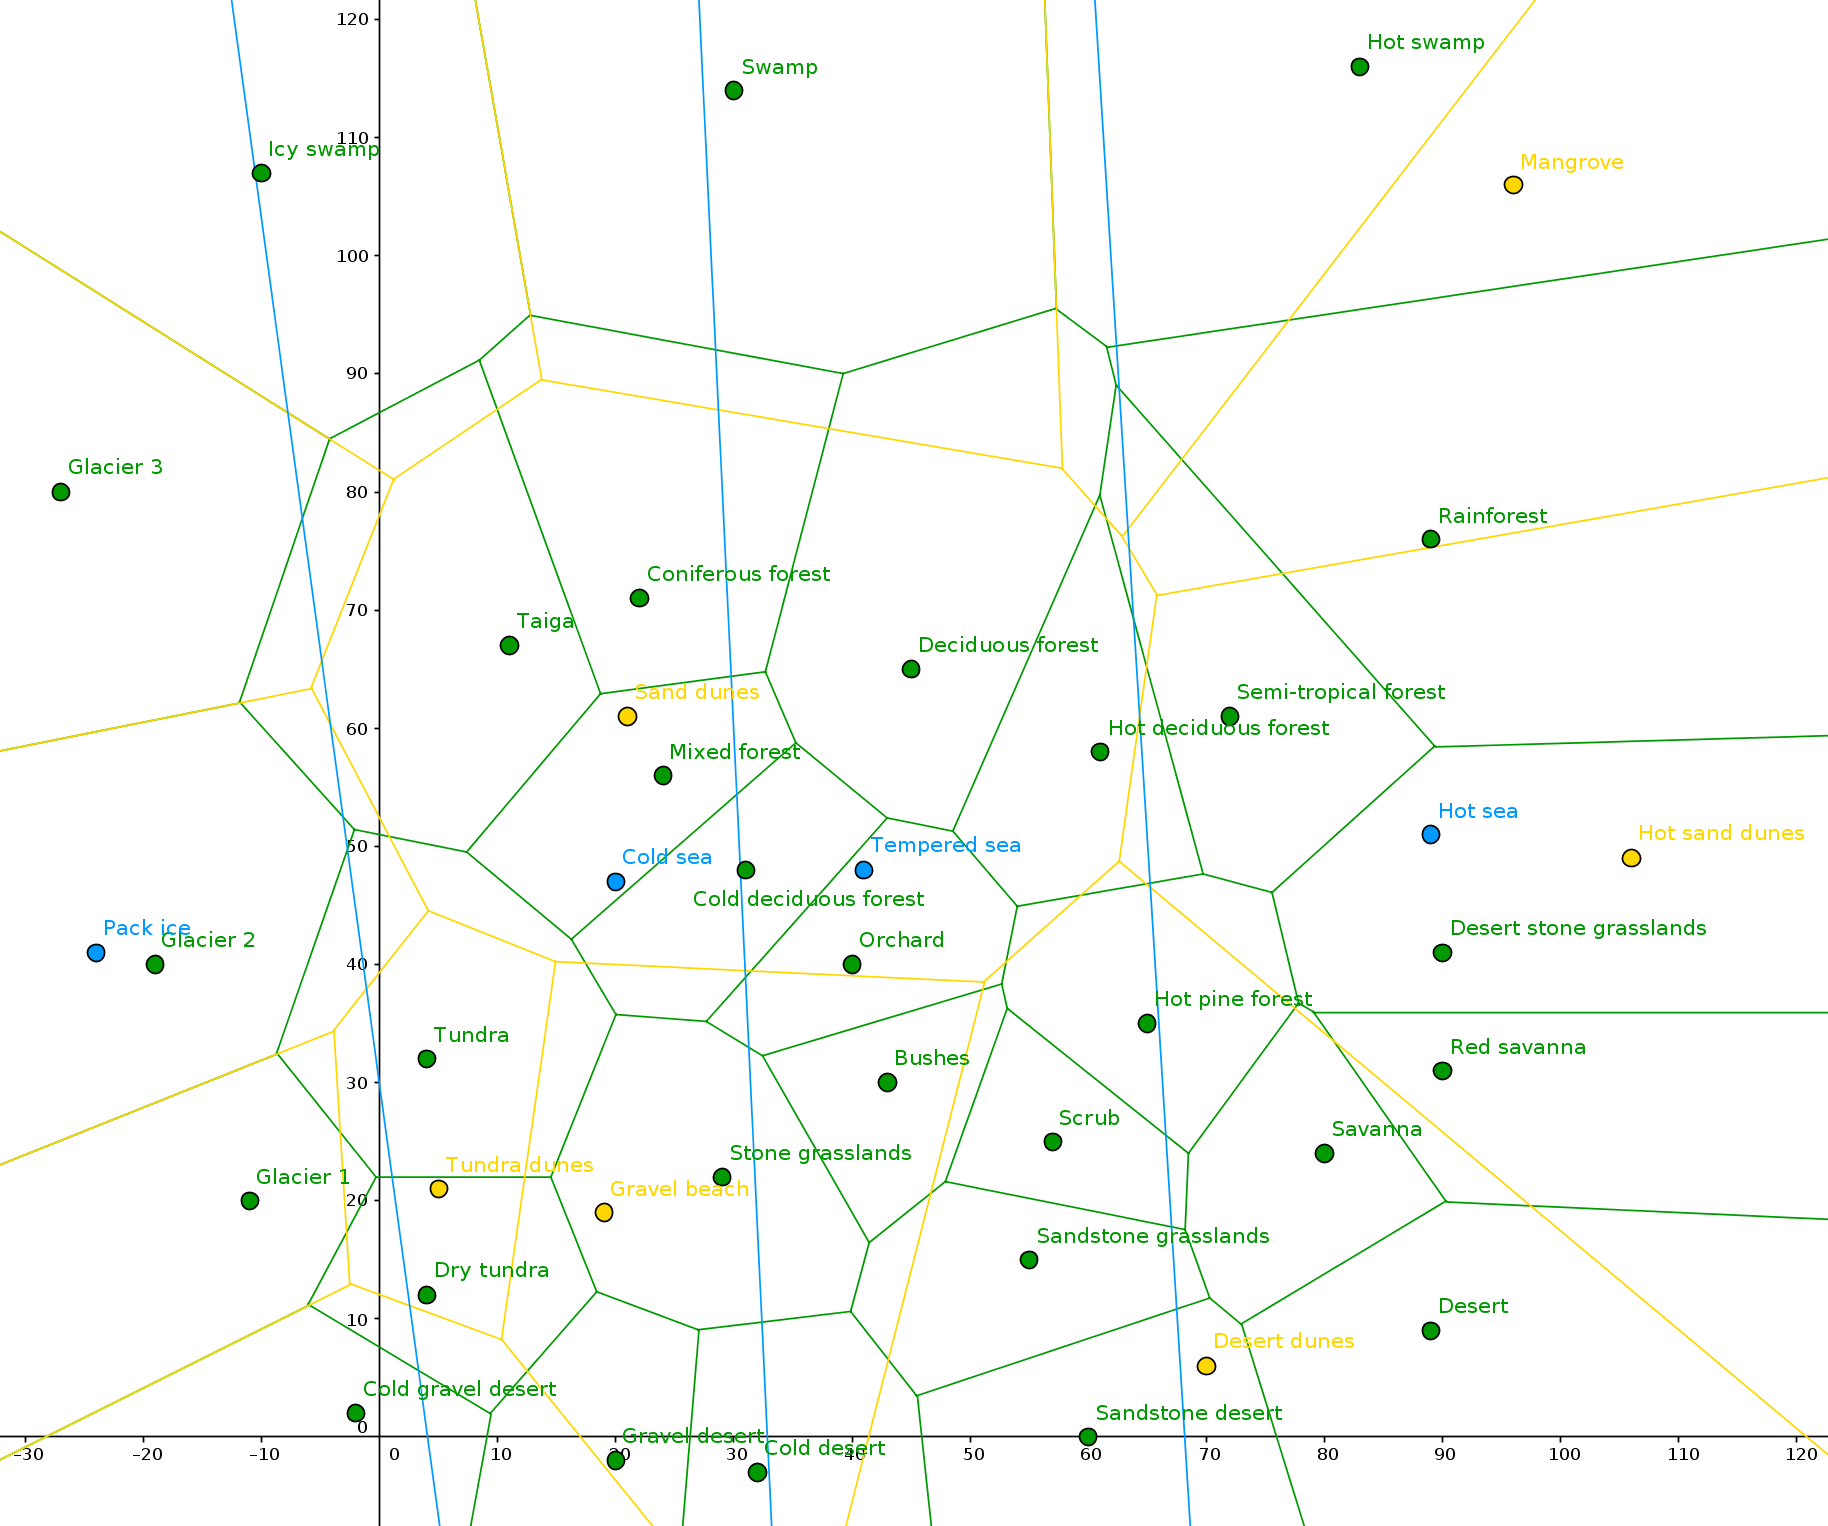 120
Hot swamp
Swamp
110
Icy swamp
Mangrove
100
90
Glacier 3
80
Rainforest
Coniferous forest
70
Taiga
Deciduous forest
Sand dunes
Semi-tropical forest
60
Hot deciduous forest
Mixed forest
Hot sea
Hot sand dunes
50
Cold sea
Tempered sea
Cold deciduous forest
Pack ice
Glacier 2
Orchard
Desert stone grasslands
40
Hot pine forest
Tundra
Bushes
Red savanna
30
Scrub
Savanna
Stone grasslands
Tundra dunes
Glacier 1
Gravel beach
20
Sandstone grasslands
Dry tundra
10
Desert
Desert dunes
Cold gravel desert
Sandstone desert
0
Gravel desert
Cold desert
−30 −20 −10 0 10 20 30 40 50 60 70 80 90 100 110 120